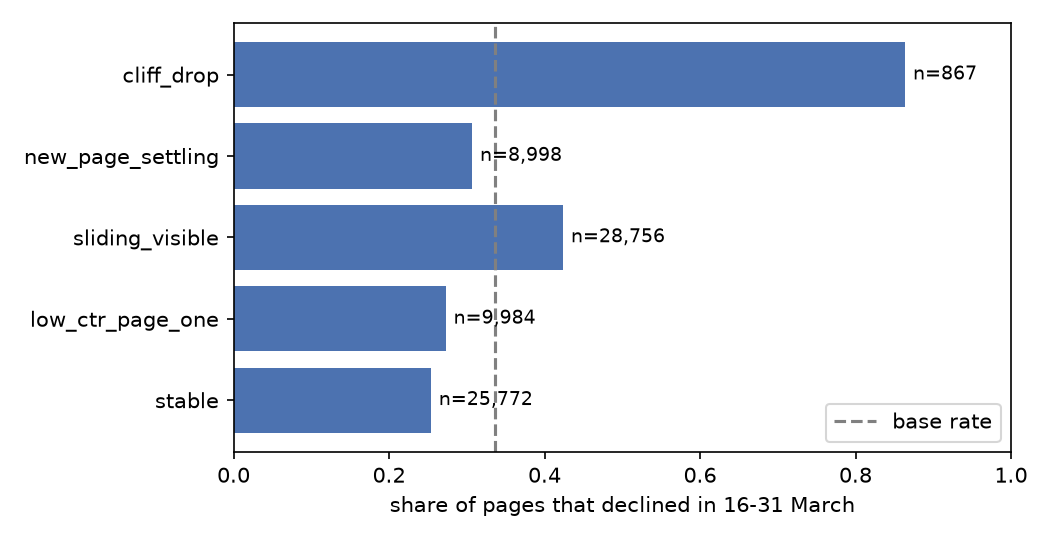 cliff_drop
n=867
new_page_settling
n=8,998
sliding_visible
n=28,756
low_ctr_page_one
n=9,984
stable
n=25,772
base rate
0.0 0.2 0.4 0.6 0.8 1.0
share of pages that declined in 16-31 March